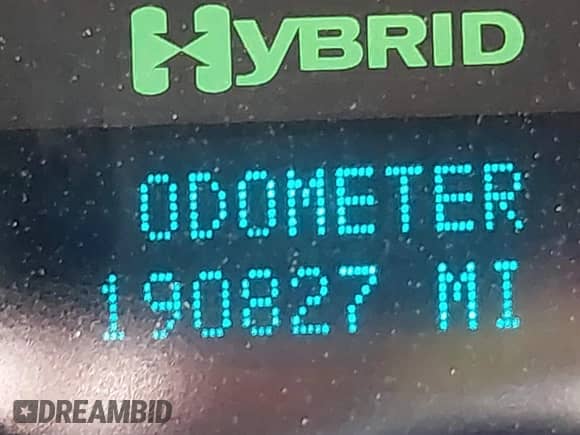 HYBRID
ODOMETER
190827 MI
DREAMBID